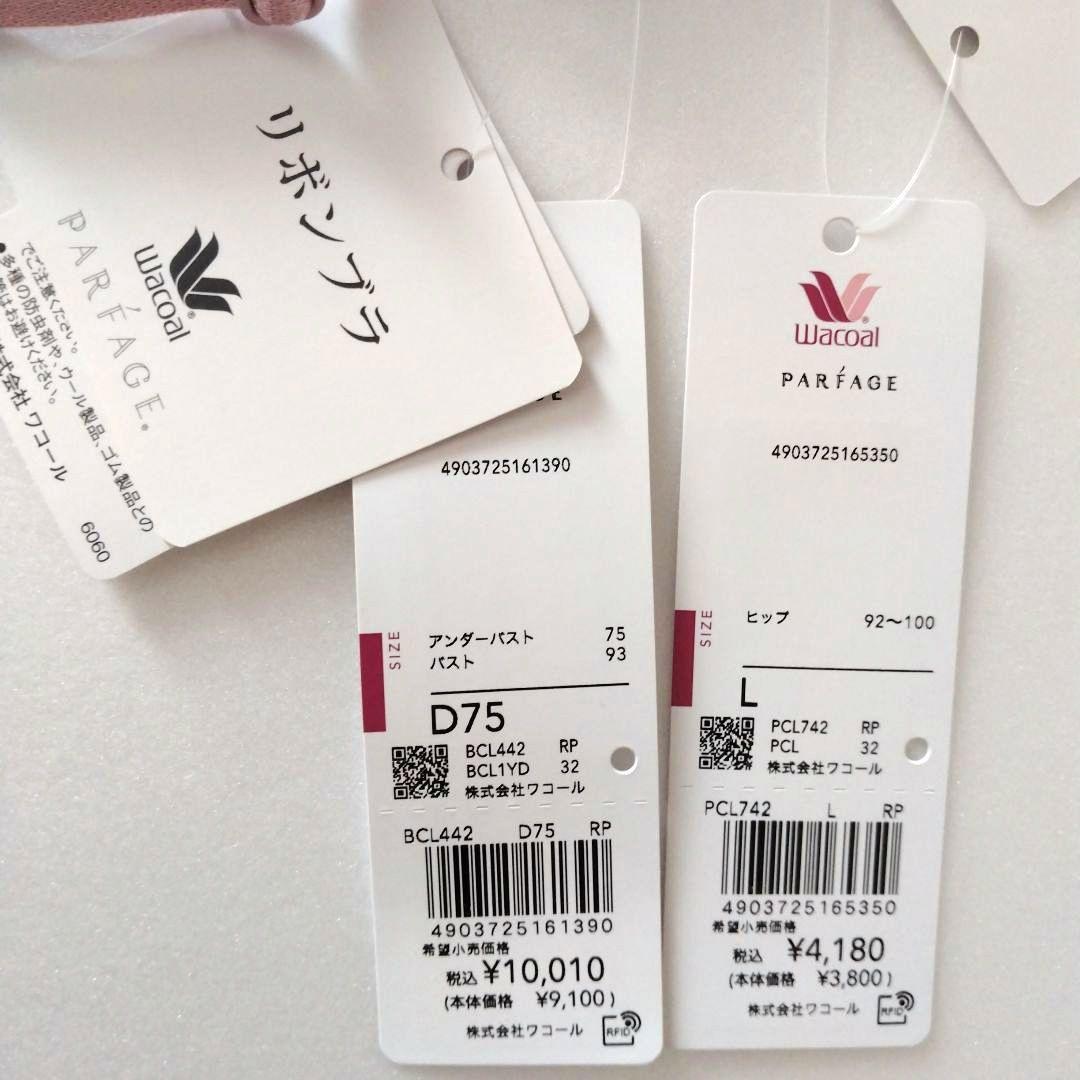 リボンブラ
Wacoal
PARFAGE.
でご注意ください。
●多種の防虫剤や、ウール製品、ゴム製品との
はお避けください。
株式会社 ワコール
6060
4903725161390
SIZE
アンダーバスト 75
バスト 93
D75
BCL442 RP
BCL1YD 32
株式会社ワコール
BCL442 D75 RP
4903725161390
希望小売価格
税込 ¥10,010
(本体価格 ¥9,100)
株式会社ワコール
RFID
Wacoal
PARFAGE
4903725165350
SIZE
ヒップ 92〜100
L
PCL742 RP
PCL 32
株式会社ワコール
PCL742 L RP
4903725165350
希望小売価格
税込 ¥4,180
(本体価格 ¥3,800)
株式会社ワコール
RFID